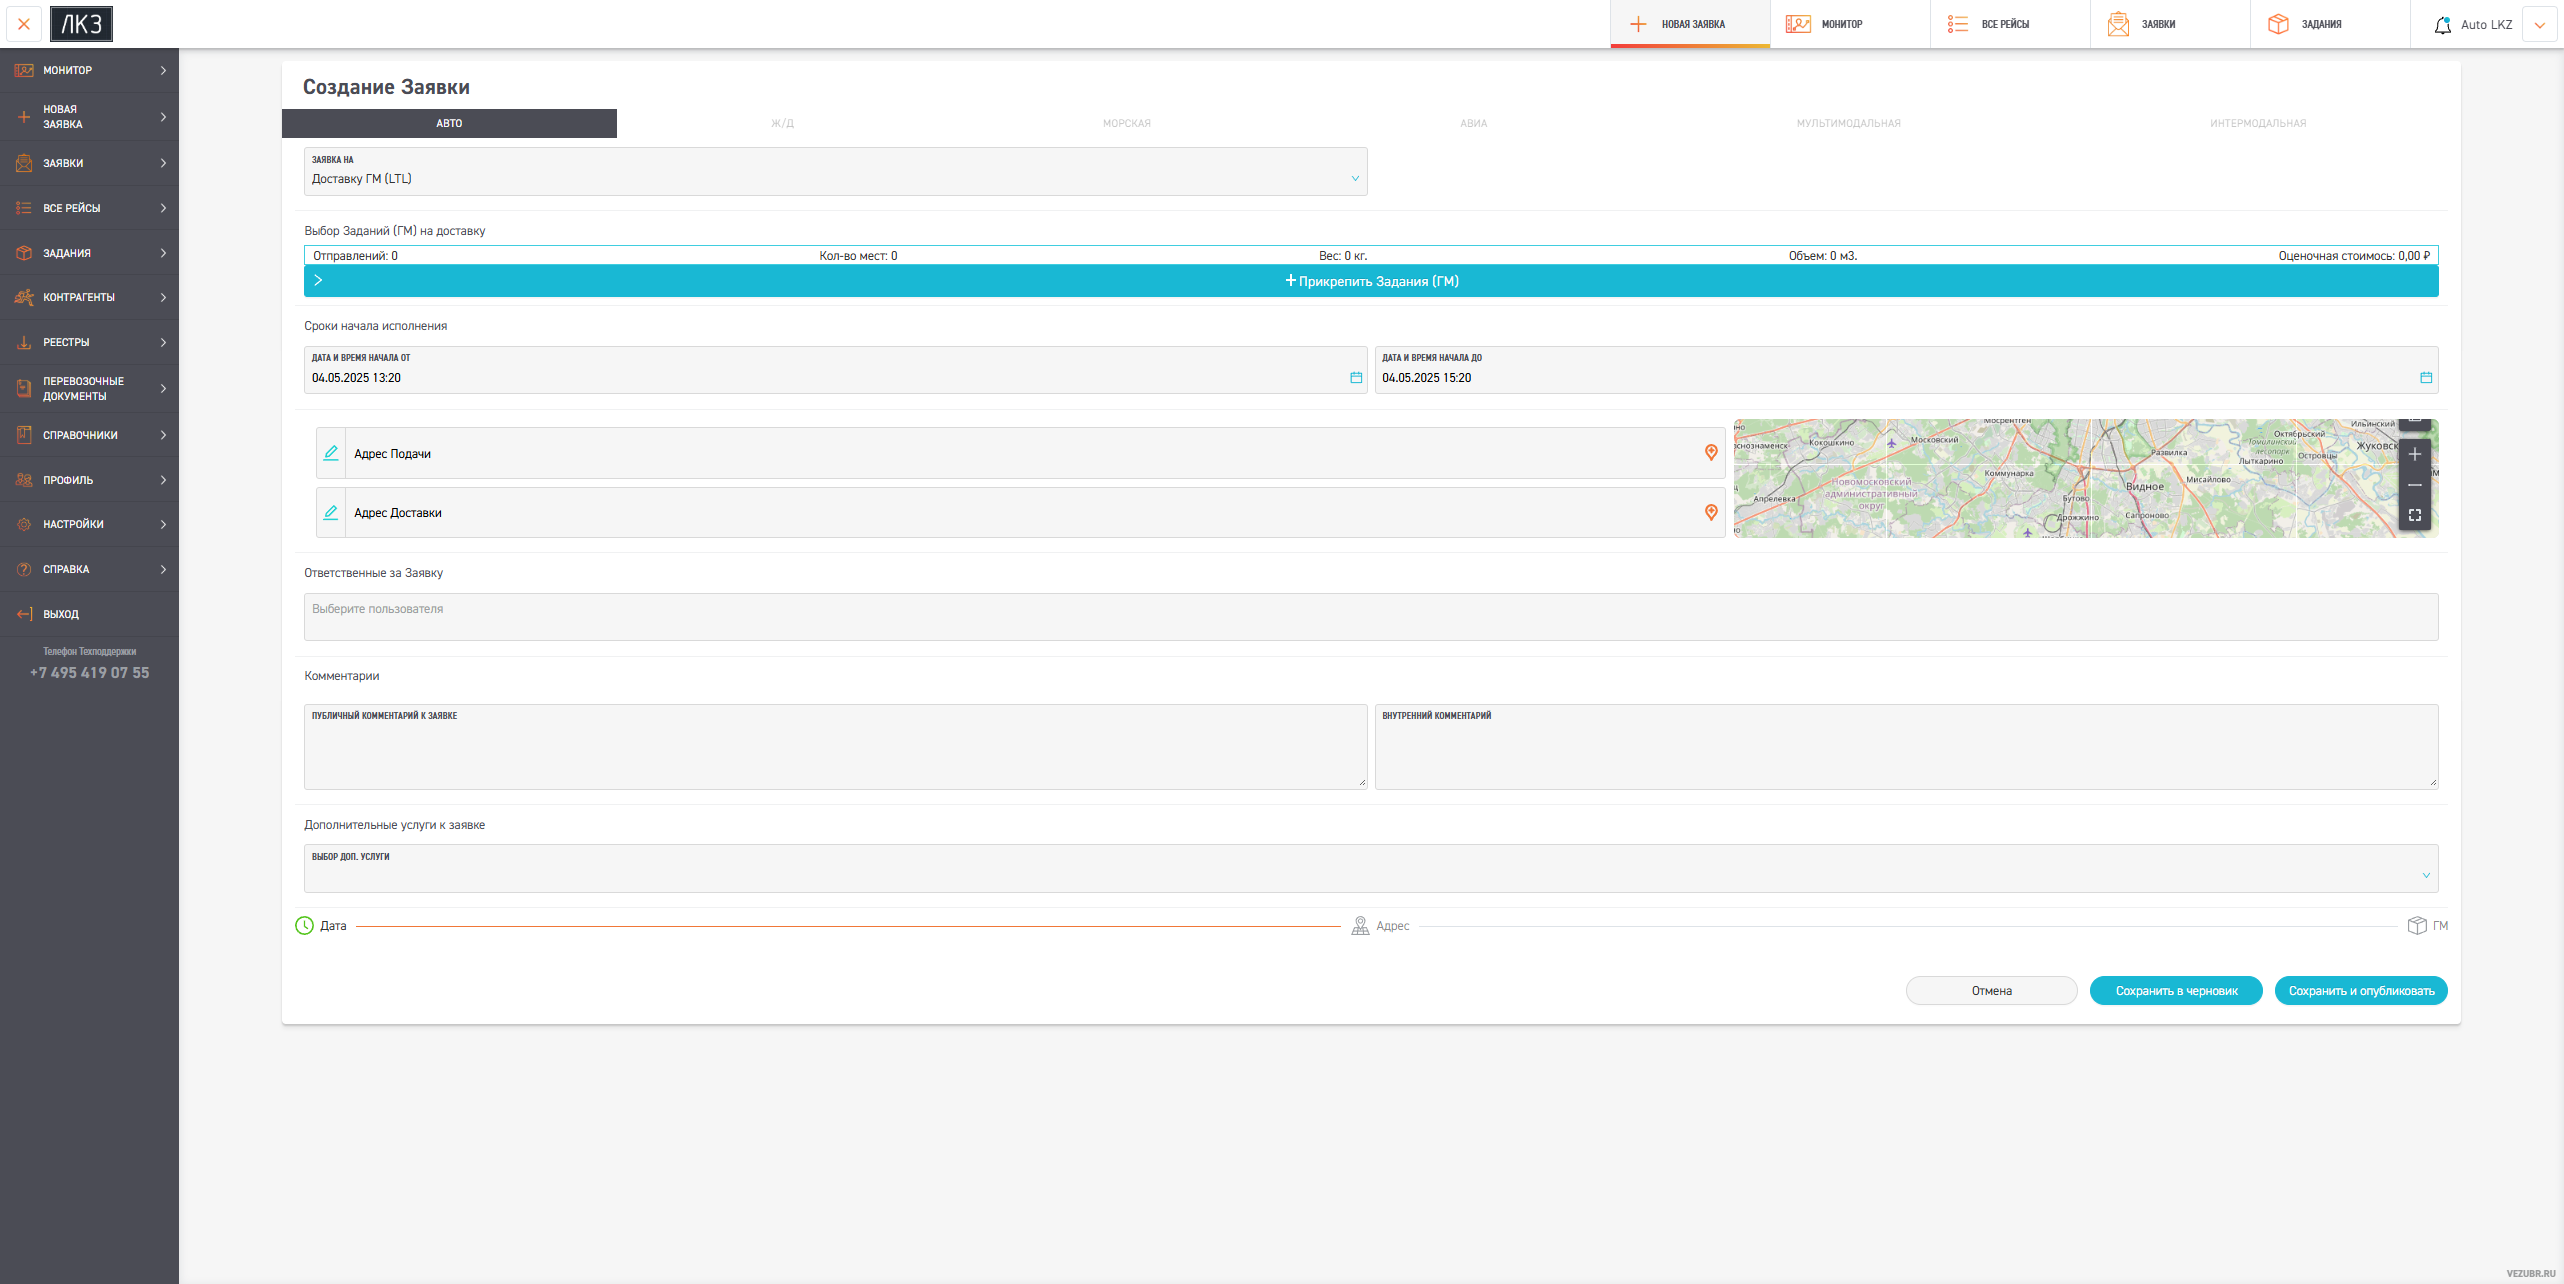 ЛКЗ
НОВАЯ ЗАЯВКА
МОНИТОР
ВСЕ РЕЙСЫ
ЗАЯВКИ
ЗАДАНИЯ
Auto LKZ
МОНИТОР
НОВАЯ
ЗАЯВКА
ЗАЯВКИ
ВСЕ РЕЙСЫ
ЗАДАНИЯ
КОНТРАГЕНТЫ
РЕЕСТРЫ
ПЕРЕВОЗОЧНЫЕ
ДОКУМЕНТЫ
СПРАВОЧНИКИ
ПРОФИЛЬ
НАСТРОЙКИ
СПРАВКА
ВЫХОД
Телефон Техподдержки
+7 495 419 07 55
Создание Заявки
АВТО
Ж/Д
МОРСКАЯ
АВИА
МУЛЬТИМОДАЛЬНАЯ
ИНТЕРМОДАЛЬНАЯ
ЗАЯВКА НА
Доставку ГМ (LTL)
Выбор Заданий (ГМ) на доставку
Отправлений: 0
Кол-во мест: 0
Вес: 0 кг.
Объем: 0 м3.
Оценочная стоимось: 0,00 ₽
+ Прикрепить Задания (ГМ)
Сроки начала исполнения
ДАТА И ВРЕМЯ НАЧАЛА ОТ
04.05.2025 13:20
ДАТА И ВРЕМЯ НАЧАЛА ДО
04.05.2025 15:20
Адрес Подачи
Адрес Доставки
Мосрентген
Ильинский
Октябрьский
Кокошкино
Московский
Томилинский
лесопарк
Жуковск
снознаменск
Развилка
Островцы
Лыткарино
Коммунарка
Новомосковский
административный
округ
Видное
Мисайлово
Апрелевка
Бутово
Дрожжино
Сапроново
Ответственные за Заявку
Выберите пользователя
Комментарии
ПУБЛИЧНЫЙ КОММЕНТАРИЙ К ЗАЯВКЕ
ВНУТРЕННИЙ КОММЕНТАРИЙ
Дополнительные услуги к заявке
ВЫБОР ДОП. УСЛУГИ
Дата
Адрес
ГМ
Отмена
Сохранить в черновик
Сохранить и опубликовать
VEZUBR.RU